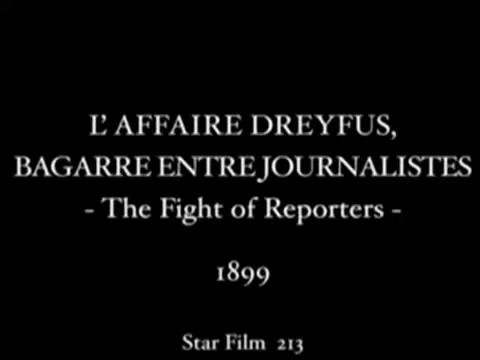 L' AFFAIRE DREYFUS,
BAGARRE ENTRE JOURNALISTES
- The Fight of Reporters -
1899
Star Film 213